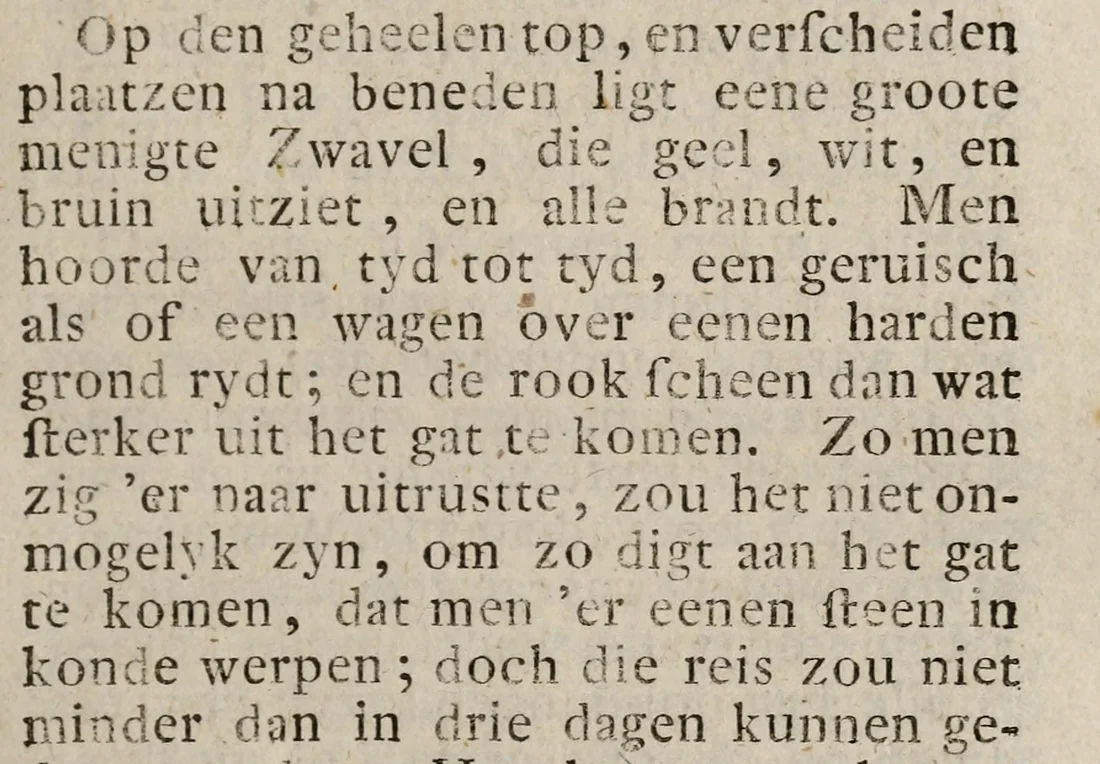 Op den geheelen top, en verſcheiden
plaatzen na beneden ligt eene groote
menigte Zwavel, die geel, wit, en
bruin uitziet, en alle brandt. Men
hoorde van tyd tot tyd, een geruisch
als of een wagen over eenen harden
grond rydt; en de rook ſcheen dan wat
ſterker uit het gat te komen. Zo men
zig 'er naar uitrustte, zou het niet on-
mogelyk zyn, om zo digt aan het gat
te komen, dat men 'er eenen ſteen in
konde werpen; doch die reis zou niet
minder dan in drie dagen kunnen ge-